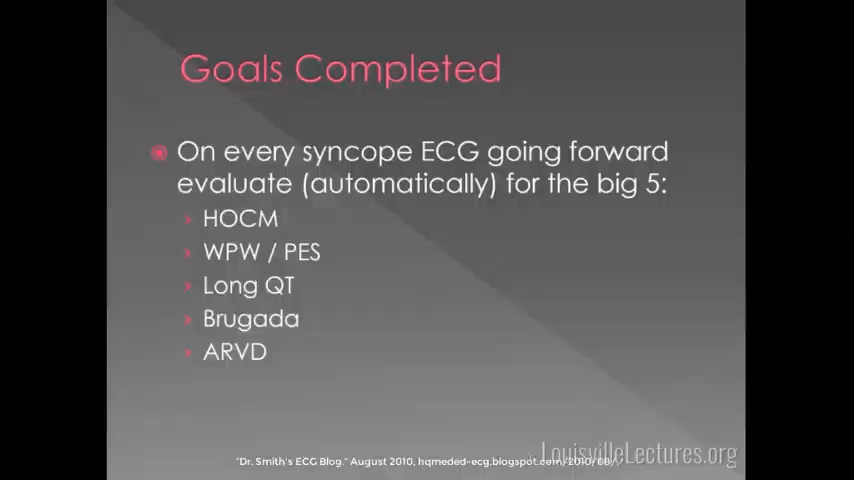 Goals Completed
On every syncope ECG going forward
evaluate (automatically) for the big 5:
HOCM
WPW / PES
Long QT
Brugada
ARVD
LouisvilleLectures.org
"Dr. Smith's ECG Blog." August 2010, hqmeded-ecg.blogspot.com/2010/08/